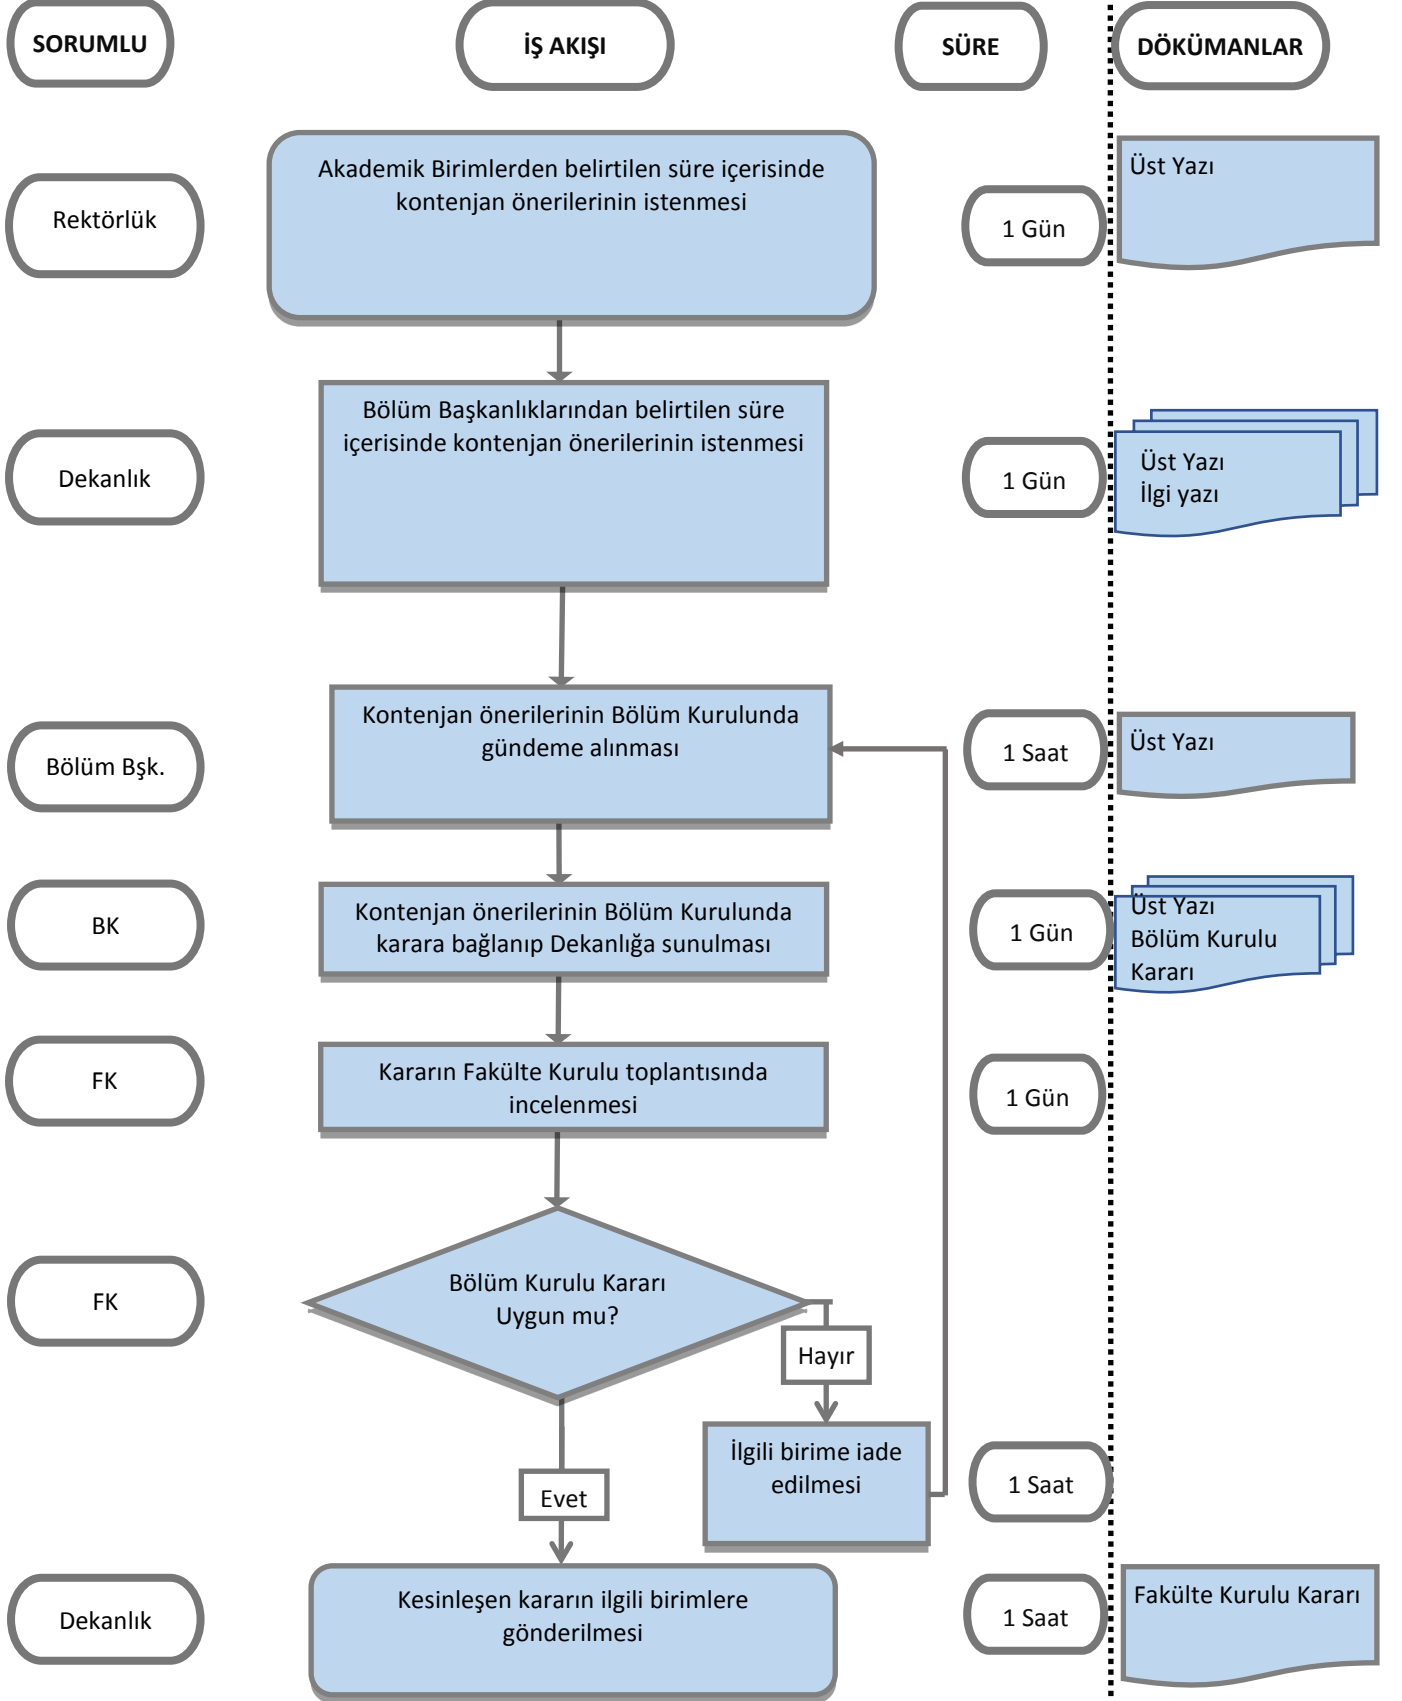 SORUMLU
İŞ AKIŞI
SÜRE
DÖKÜMANLAR
Rektörlük
Akademik Birimlerden belirtilen süre içerisinde
kontenjan önerilerinin istenmesi
1 Gün
Üst Yazı
Dekanlık
Bölüm Başkanlıklarından belirtilen süre
içerisinde kontenjan önerilerinin istenmesi
1 Gün
Üst Yazı
İlgi yazı
Bölüm Bşk.
Kontenjan önerilerinin Bölüm Kurulunda
gündeme alınması
1 Saat
Üst Yazı
BK
Kontenjan önerilerinin Bölüm Kurulunda
karara bağlanıp Dekanlığa sunulması
1 Gün
Üst Yazı
Bölüm Kurulu
Kararı
FK
Kararın Fakülte Kurulu toplantısında
incelenmesi
1 Gün
FK
Bölüm Kurulu Kararı
Uygun mu?
Hayır
İlgili birime iade
edilmesi
1 Saat
Evet
Dekanlık
Kesinleşen kararın ilgili birimlere
gönderilmesi
1 Saat
Fakülte Kurulu Kararı